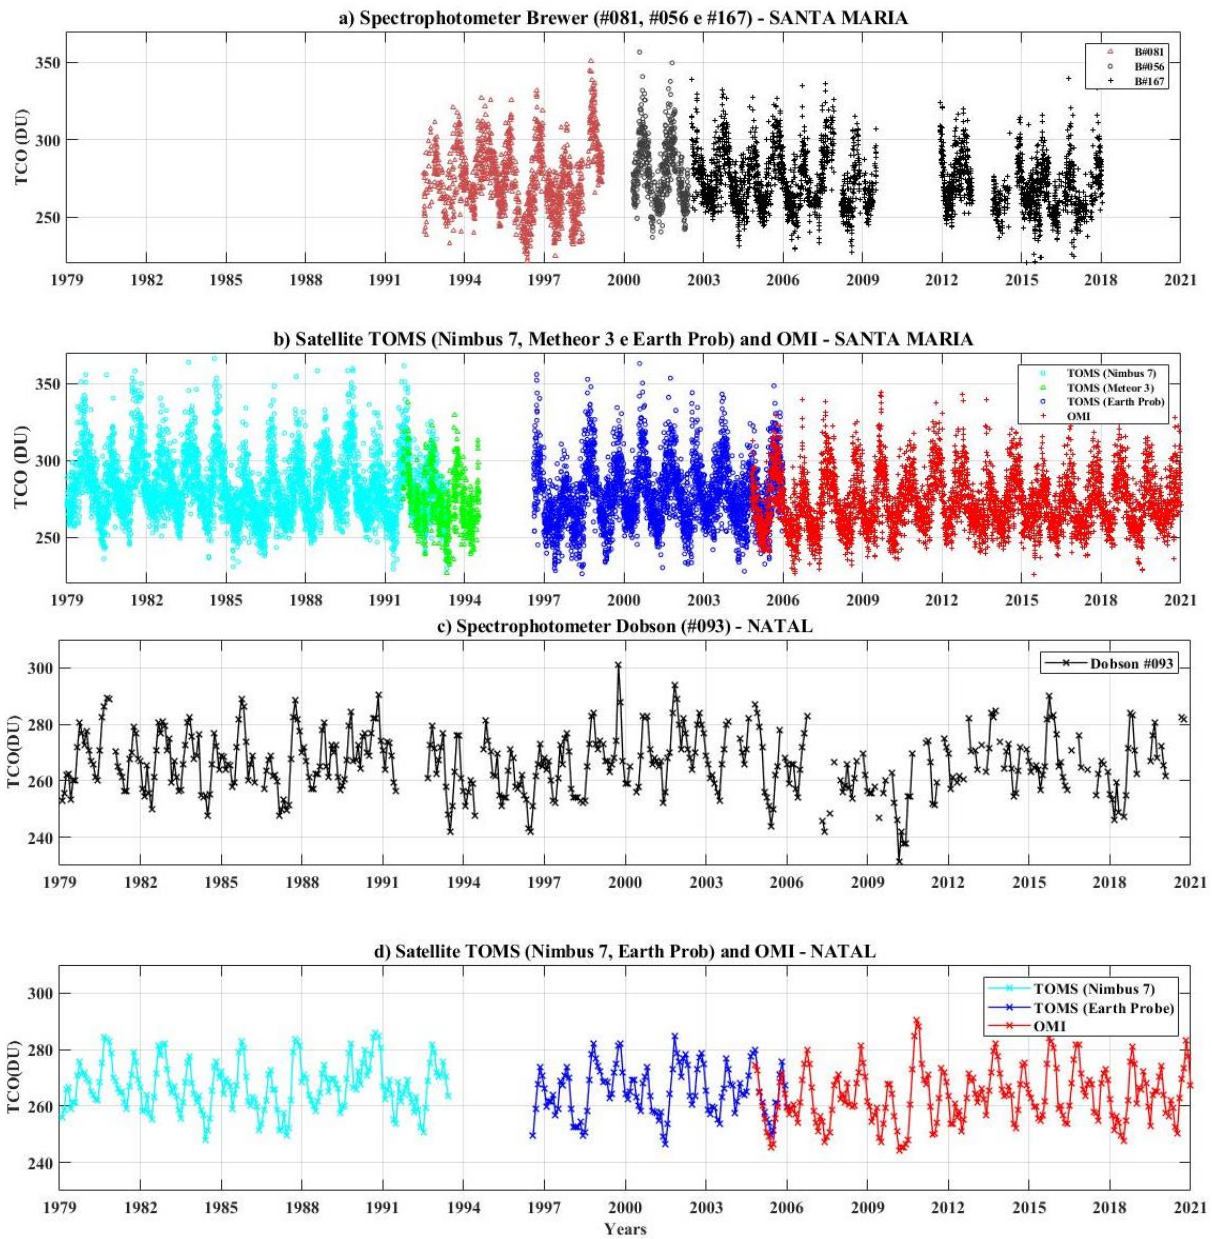 a) Spectrophotometer Brewer (#081, #056 e #167) - SANTA MARIA
TCO (DU)
350
300
250
B#081
B#056
B#167
1979 1982 1985 1988 1991 1994 1997 2000 2003 2006 2009 2012 2015 2018 2021
b) Satellite TOMS (Nimbus 7, Metheor 3 e Earth Prob) and OMI - SANTA MARIA
TCO (DU)
350
300
250
TOMS (Nimbus 7)
TOMS (Meteor 3)
TOMS (Earth Prob)
OMI
1979 1982 1985 1988 1991 1994 1997 2000 2003 2006 2009 2012 2015 2018 2021
c) Spectrophotometer Dobson (#093) - NATAL
TCO(DU)
300
280
260
240
Dobson #093
1979 1982 1985 1988 1991 1994 1997 2000 2003 2006 2009 2012 2015 2018 2021
d) Satellite TOMS (Nimbus 7, Earth Prob) and OMI - NATAL
TCO(DU)
300
280
260
240
TOMS (Nimbus 7)
TOMS (Earth Probe)
OMI
1979 1982 1985 1988 1991 1994 1997 2000 2003 2006 2009 2012 2015 2018 2021
Years